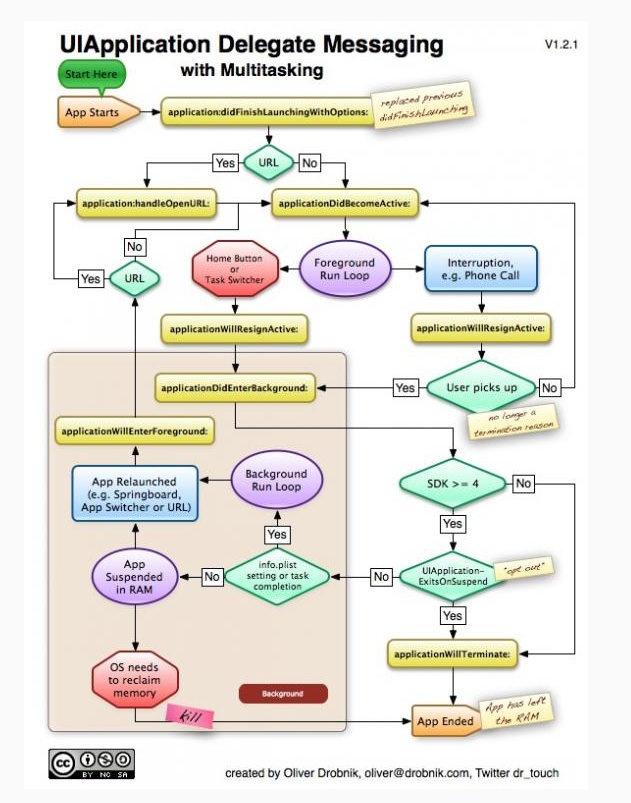 UIApplication Delegate Messaging
V1.2.1
with Multitasking
Start Here
App Starts
application:didFinishLaunchingWithOptions:
replaced previous
didFinishLaunching
Yes
URL
No
application:handleOpenURL:
applicationDidBecomeActive:
No
Yes
URL
Home Button
or
Task Switcher
Foreground
Run Loop
Interruption,
e.g. Phone Call
applicationWillResignActive:
applicationWillResignActive:
applicationDidEnterBackground:
Yes
User picks up
No
no longer a
termination reason
applicationWillEnterForeground:
App Relaunched
(e.g. Springboard,
App Switcher or URL)
Background
Run Loop
SDK >= 4
No
Yes
Yes
App
Suspended
in RAM
No
info.plist
setting or task
completion
No
UIApplication-
ExitsOnSuspend
"opt out"
Yes
applicationWillTerminate:
OS needs
to reclaim
memory
Background
kill
App Ended
App has left
the RAM
cc
BY NC SA
created by Oliver Drobnik, oliver@drobnik.com, Twitter dr_touch